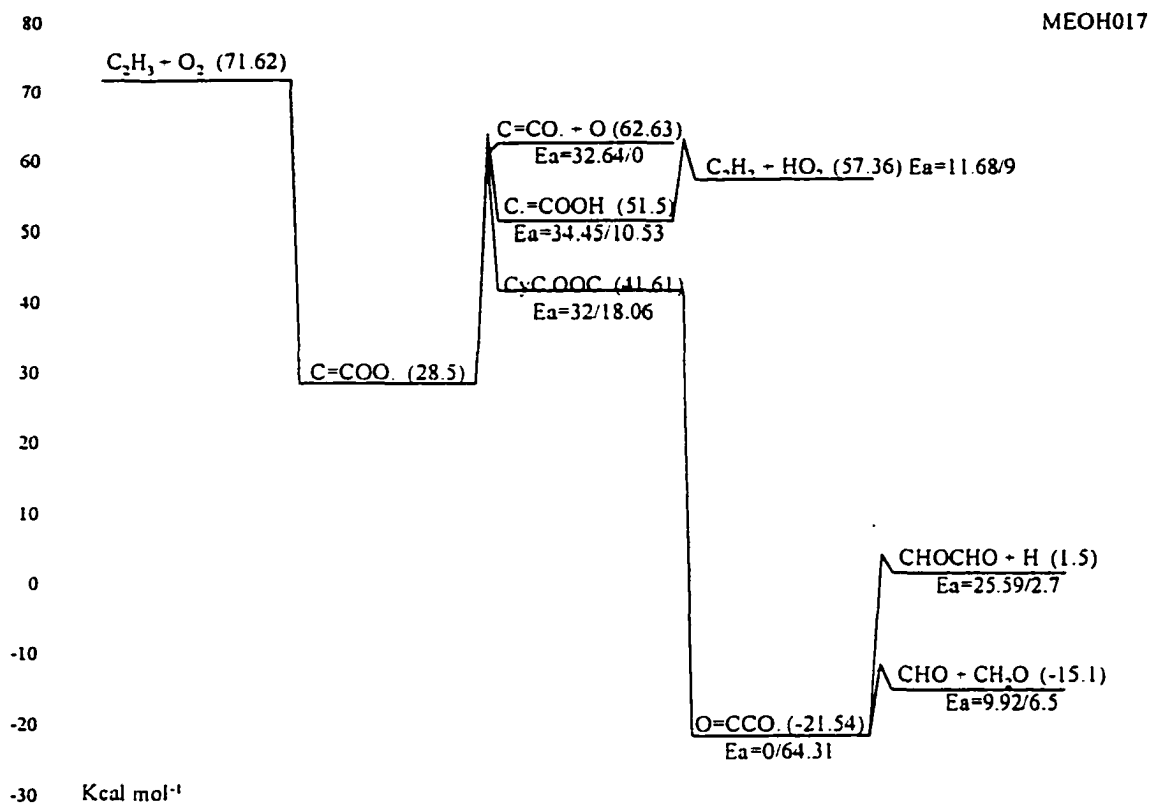 80
MEOH017
C₂H₃ + O₂ (71.62)
70
C=CO. + O (62.63)
Ea=32.64/0
60
C₂H₂ + HO₂ (57.36) Ea=11.68/9
C.=COOH (51.5)
50
Ea=34.45/10.53
CyC.OOC (41.61)
40
Ea=32/18.06
30
C=COO. (28.5)
20
10
CHOCHO + H (1.5)
0
Ea=25.59/2.7
-10
CHO + CH₂O (-15.1)
Ea=9.92/6.5
-20
O=CCO. (-21.54)
Ea=0/64.31
-30
Kcal mol⁻¹